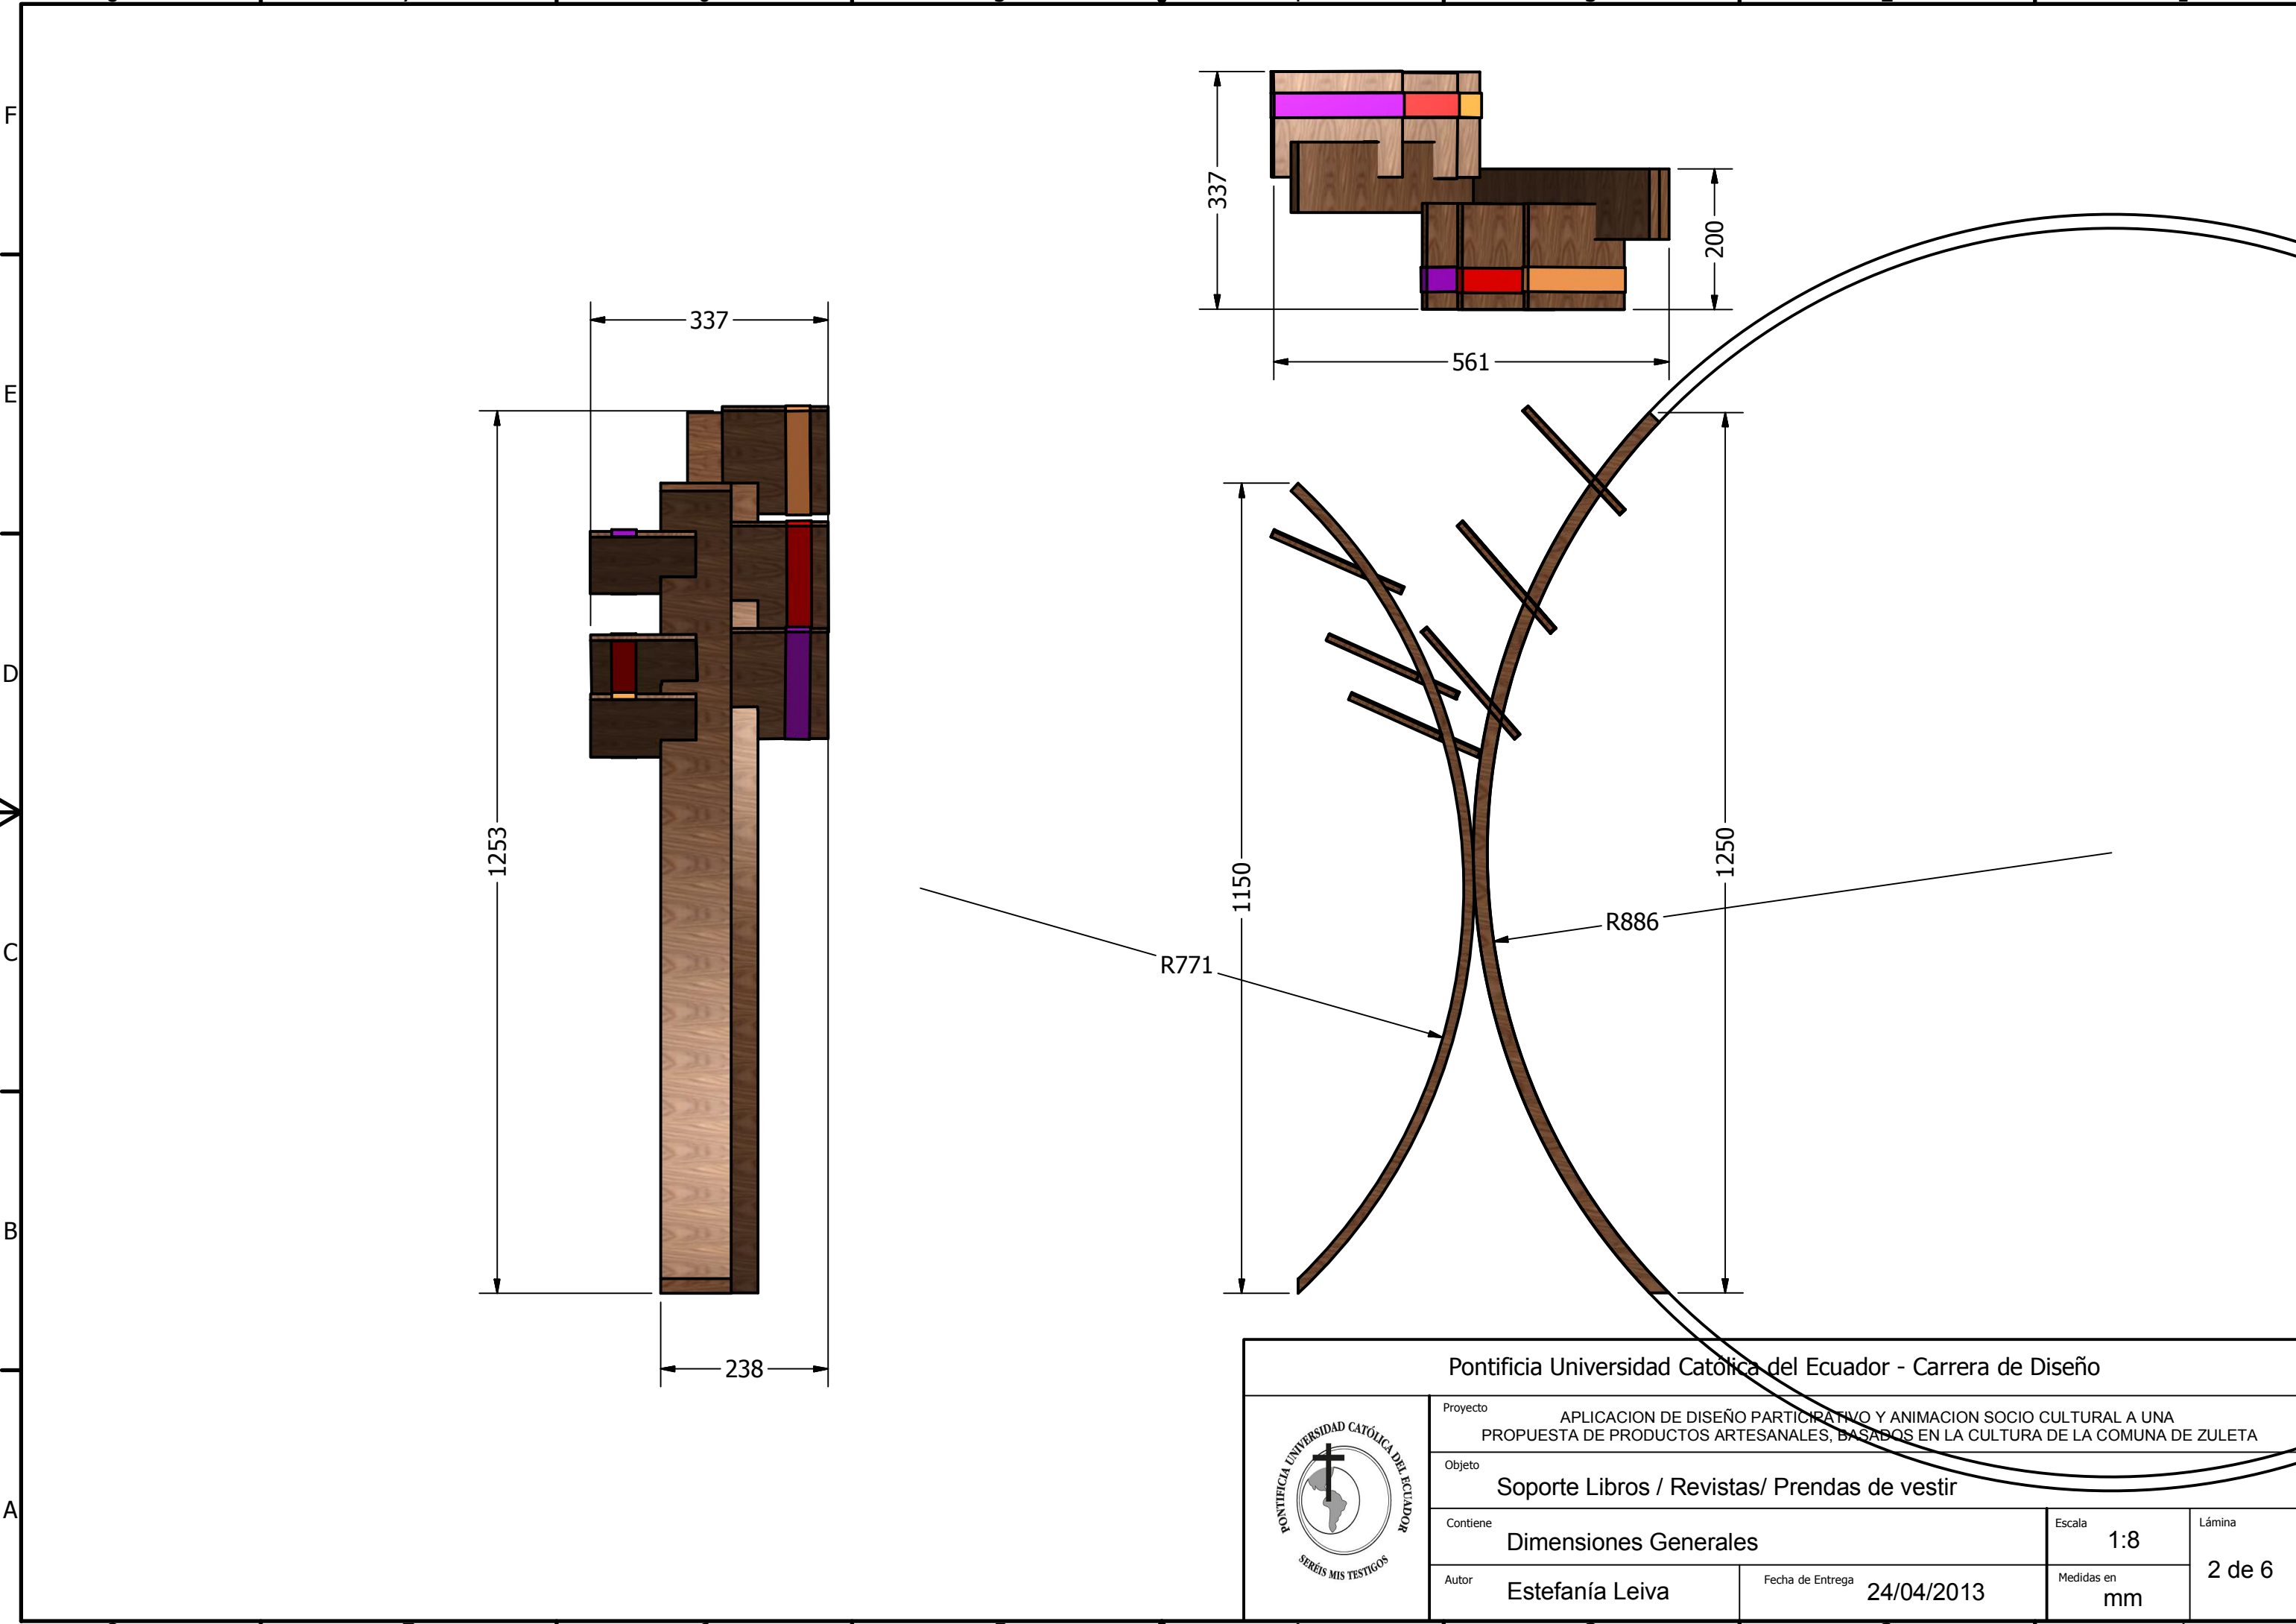 F
E
D
C
B
A
337
1253
238
337
200
561
1150
1250
R771
R886
Pontificia Universidad Católica del Ecuador - Carrera de Diseño
PONTIFICIA UNIVERSIDAD CATÓLICA DEL ECUADOR
SERÉIS MIS TESTIGOS
Proyecto
APLICACION DE DISEÑO PARTICIPATIVO Y ANIMACION SOCIO CULTURAL A UNA
PROPUESTA DE PRODUCTOS ARTESANALES, BASADOS EN LA CULTURA DE LA COMUNA DE ZULETA
Objeto
Soporte Libros / Revistas/ Prendas de vestir
Contiene
Dimensiones Generales
Escala
1:8
Lámina
2 de 6
Autor
Estefanía Leiva
Fecha de Entrega
24/04/2013
Medidas en
mm